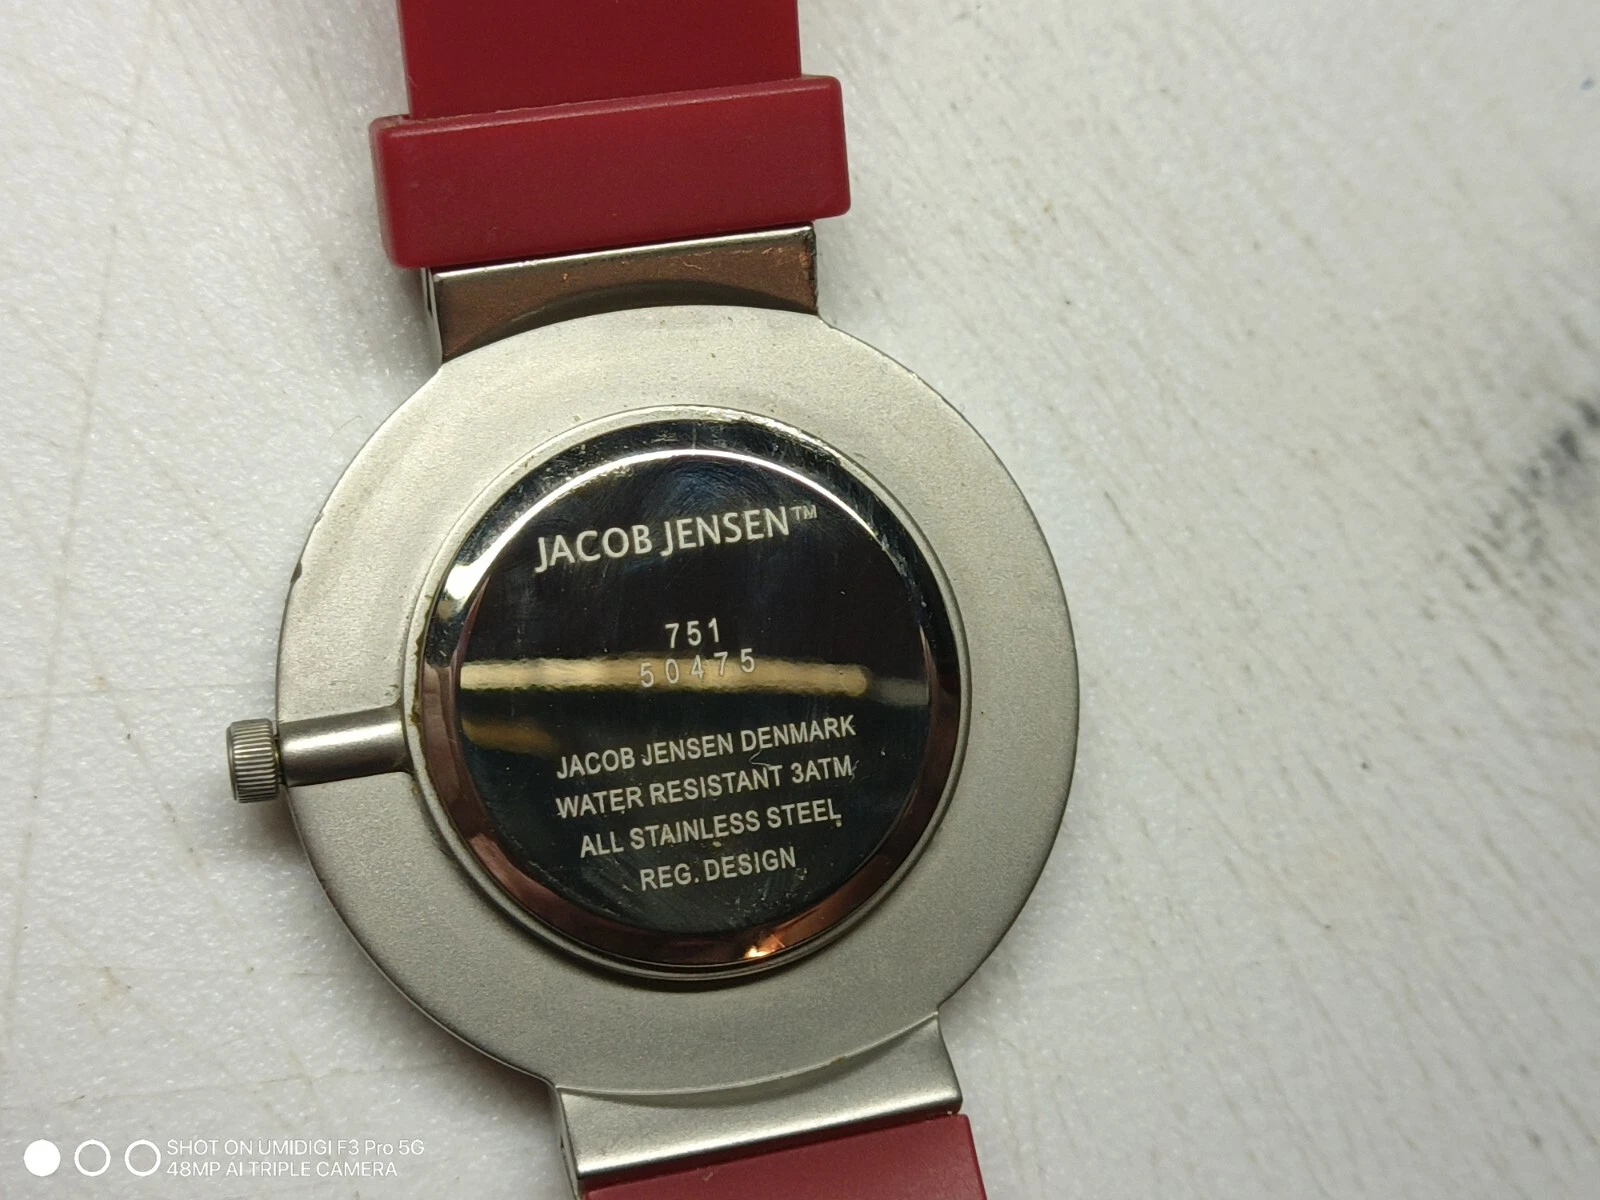 JACOB JENSEN™
751
50475
JACOB JENSEN DENMARK
WATER RESISTANT 3ATM
ALL STAINLESS STEEL
REG. DESIGN
SHOT ON UMIDIGI F3 Pro 5G
48MP AI TRIPLE CAMERA